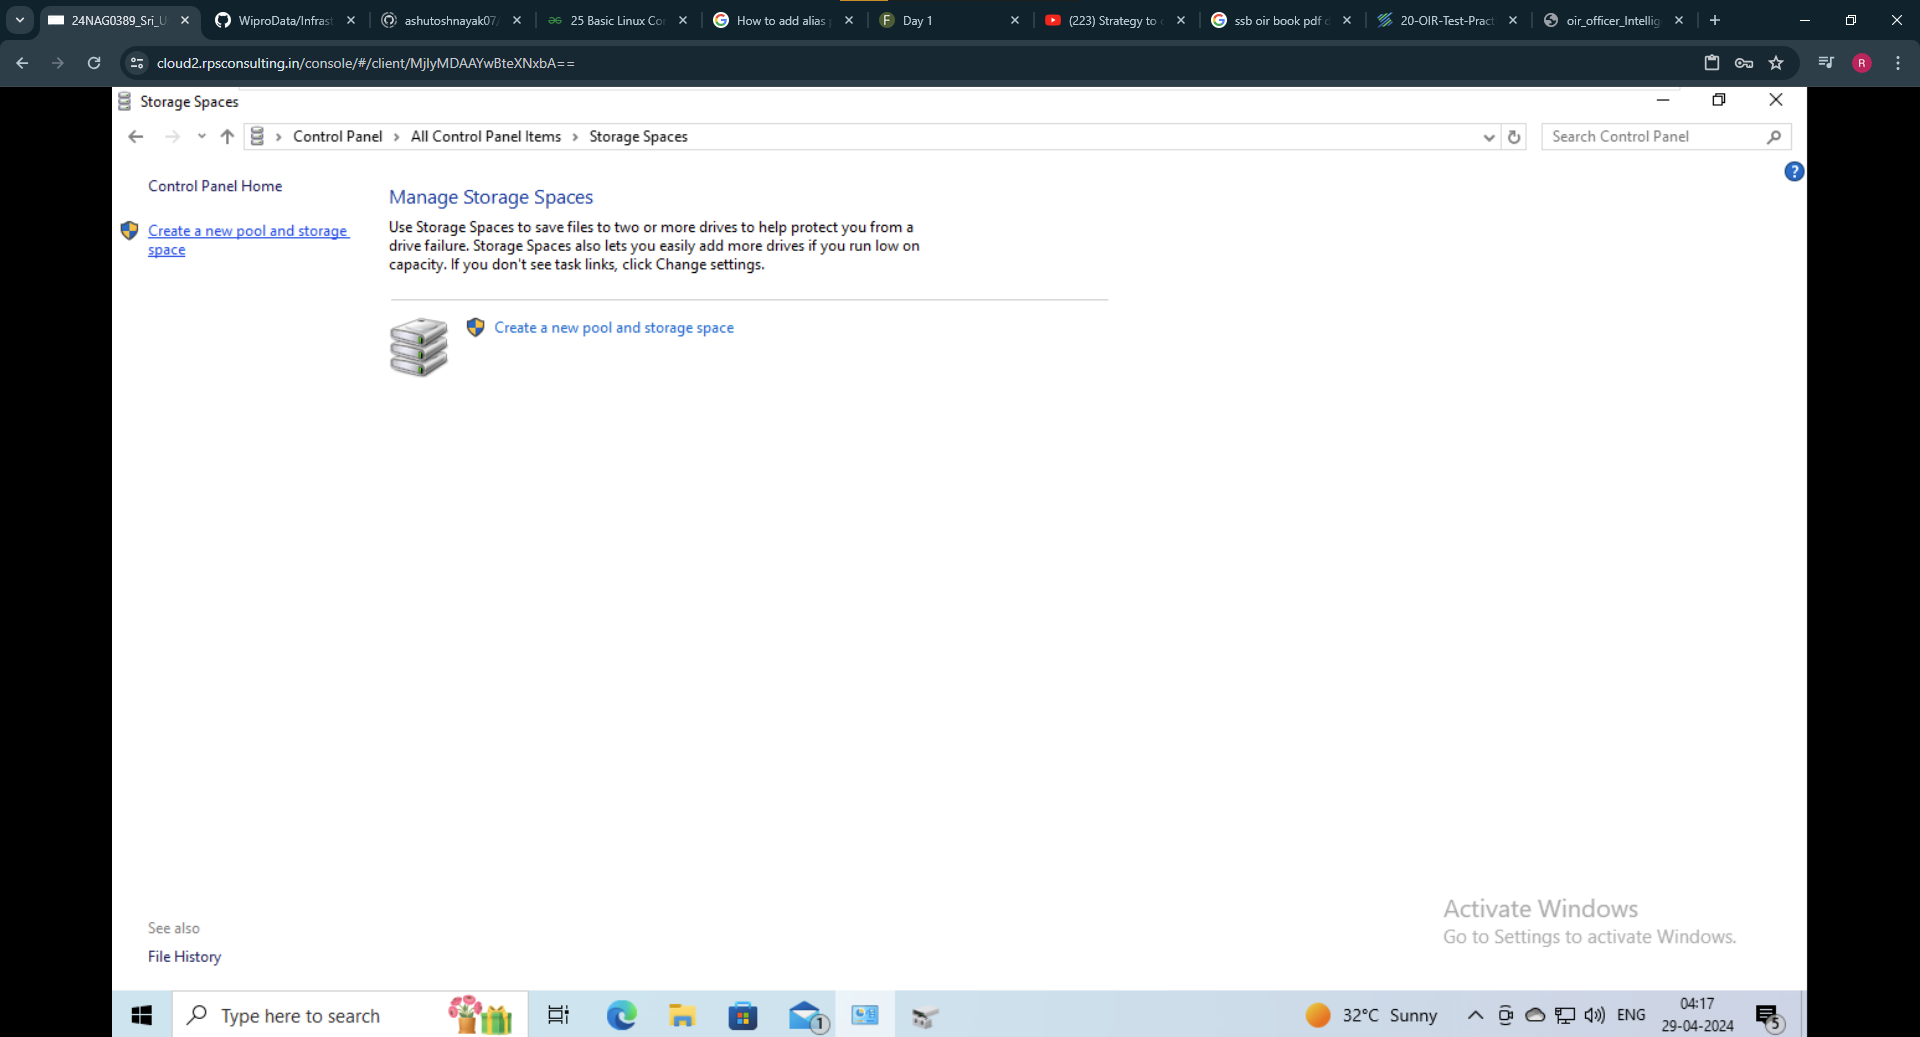 24NAG0389_Sri_U
WiproData/Infrast
ashutoshnayak07/
25 Basic Linux Co
How to add alias
Day 1
(223) Strategy to
ssb oir book pdf
20-OIR-Test-Pract
oir_officer_Intellig
cloud2.rpsconsulting.in/console/#/client/MjIyMDAAYwBteXNxbA==
R
Storage Spaces
Control Panel > All Control Panel Items > Storage Spaces
Search Control Panel
?
Control Panel Home
Create a new pool and storage
space
Manage Storage Spaces
Use Storage Spaces to save files to two or more drives to help protect you from a
drive failure. Storage Spaces also lets you easily add more drives if you run low on
capacity. If you don't see task links, click Change settings.
Create a new pool and storage space
See also
File History
Activate Windows
Go to Settings to activate Windows.
Type here to search
1
32°C Sunny
ENG
04:17
29-04-2024
5